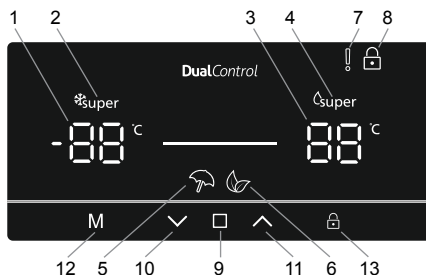 1 2 3 4 7 8
DualControl
super super
-88 °C 88 °C
M
12 5 10 9 11 6 13